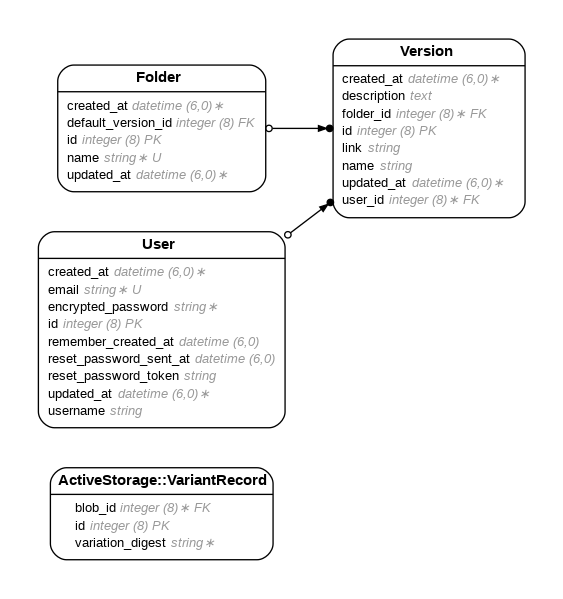 Folder
created_at datetime (6,0)∗
default_version_id integer (8) FK
id integer (8) PK
name string∗ U
updated_at datetime (6,0)∗
Version
created_at datetime (6,0)∗
description text
folder_id integer (8)∗ FK
id integer (8) PK
link string
name string
updated_at datetime (6,0)∗
user_id integer (8)∗ FK
User
created_at datetime (6,0)∗
email string∗ U
encrypted_password string∗
id integer (8) PK
remember_created_at datetime (6,0)
reset_password_sent_at datetime (6,0)
reset_password_token string
updated_at datetime (6,0)∗
username string
ActiveStorage::VariantRecord
blob_id integer (8)∗ FK
id integer (8) PK
variation_digest string∗